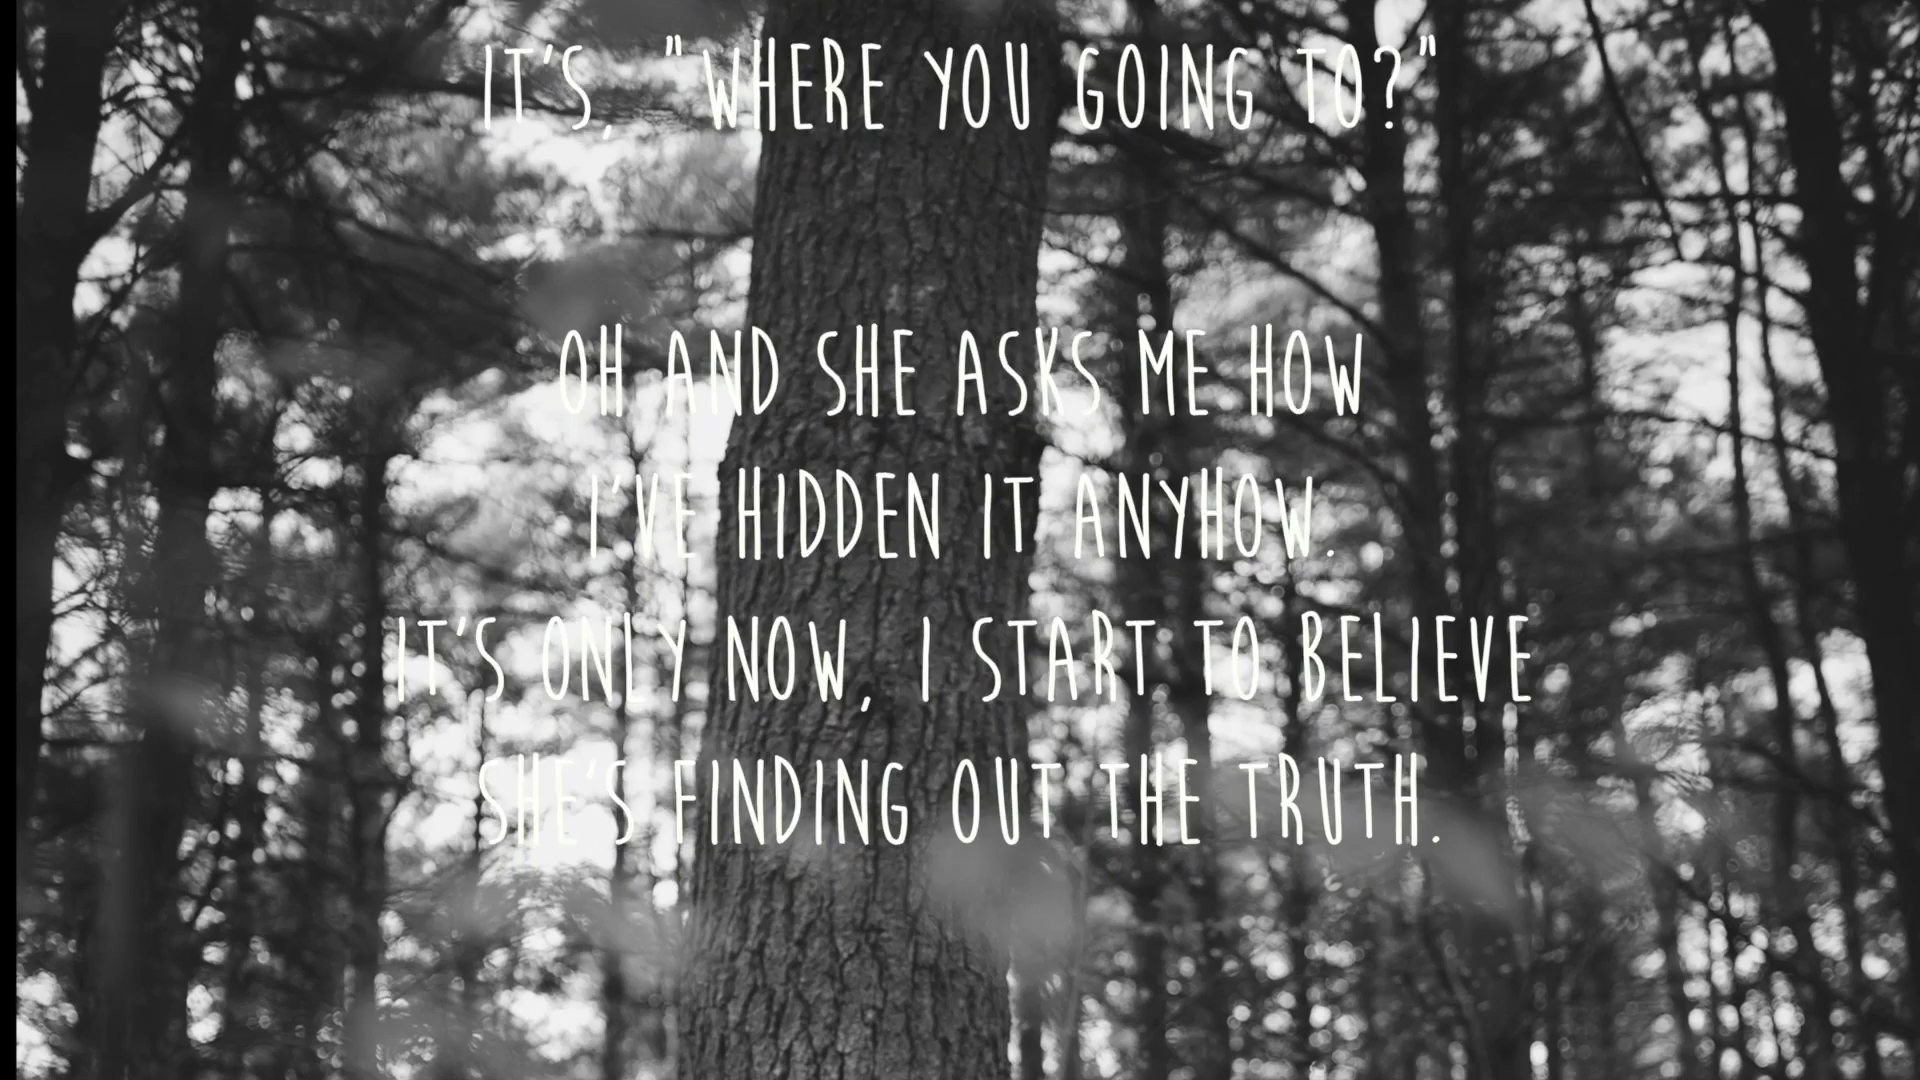 IT'S, "WHERE YOU GOING TO?"
OH AND SHE ASKS ME HOW
I'VE HIDDEN IT ANYHOW.
IT'S ONLY NOW, I START TO BELIEVE
SHE'S FINDING OUT THE TRUTH.